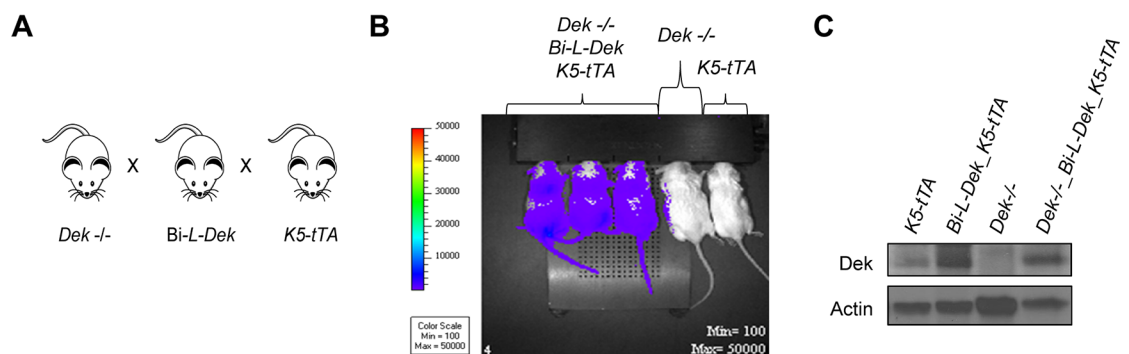 A
Dek -/-
X
Bi-L-Dek
X
K5-tTA
B
Dek -/-
Bi-L-Dek
K5-tTA
Dek -/-
K5-tTA
50000
40000
30000
20000
10000
Color Scale
Min = 100
Max = 50000
4
Min= 100
Max= 50000
C
K5-tTA
Bi-L-Dek_K5-tTA
Dek-/-
Dek-/-_Bi-L-Dek_K5-tTA
Dek
Actin